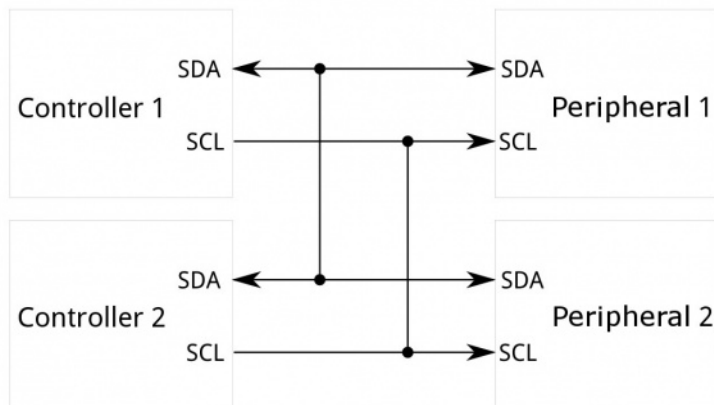 SDA
Controller 1
SCL
SDA
Peripheral 1
SCL
SDA
Controller 2
SCL
SDA
Peripheral 2
SCL